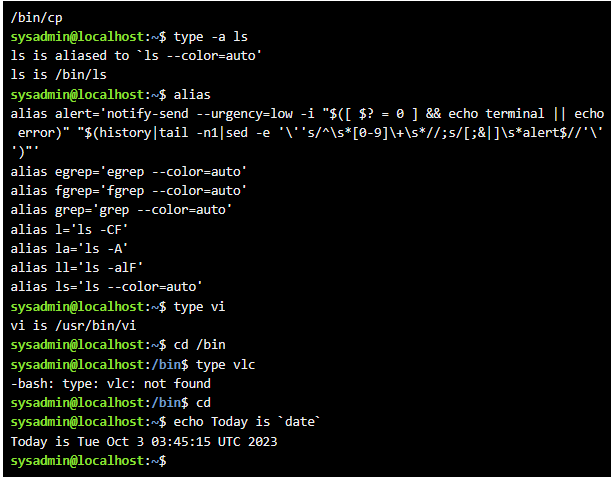 /bin/cp
sysadmin@localhost:~$ type -a ls
ls is aliased to `ls --color=auto'
ls is /bin/ls
sysadmin@localhost:~$ alias
alias alert='notify-send --urgency=low -i "$([ $? = 0 ] && echo terminal || echo
 error)" "$(history|tail -n1|sed -e '\''s/^\s*[0-9]\+\s*//;s/[;&|]\s*alert$//'\'
')"'
alias egrep='egrep --color=auto'
alias fgrep='fgrep --color=auto'
alias grep='grep --color=auto'
alias l='ls -CF'
alias la='ls -A'
alias ll='ls -alF'
alias ls='ls --color=auto'
sysadmin@localhost:~$ type vi
vi is /usr/bin/vi
sysadmin@localhost:~$ cd /bin
sysadmin@localhost:/bin$ type vlc
-bash: type: vlc: not found
sysadmin@localhost:/bin$ cd
sysadmin@localhost:~$ echo Today is `date`
Today is Tue Oct 3 03:45:15 UTC 2023
sysadmin@localhost:~$